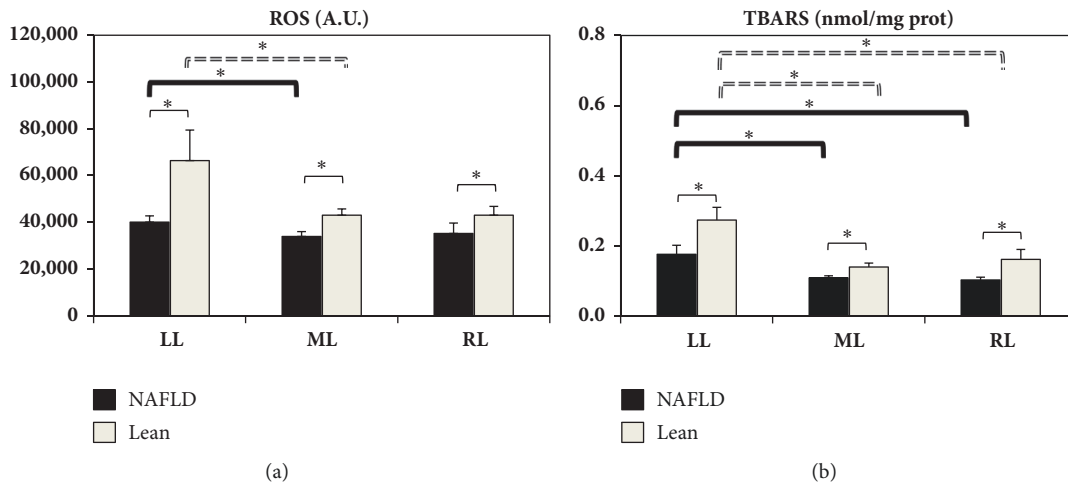 ROS (A.U.)
120,000
100,000
80,000
60,000
40,000
20,000
0
*
*
*
*
*
LL
ML
RL
NAFLD
Lean
(a)
TBARS (nmol/mg prot)
0.8
0.6
0.4
0.2
0.0
*
*
*
*
*
*
*
LL
ML
RL
NAFLD
Lean
(b)